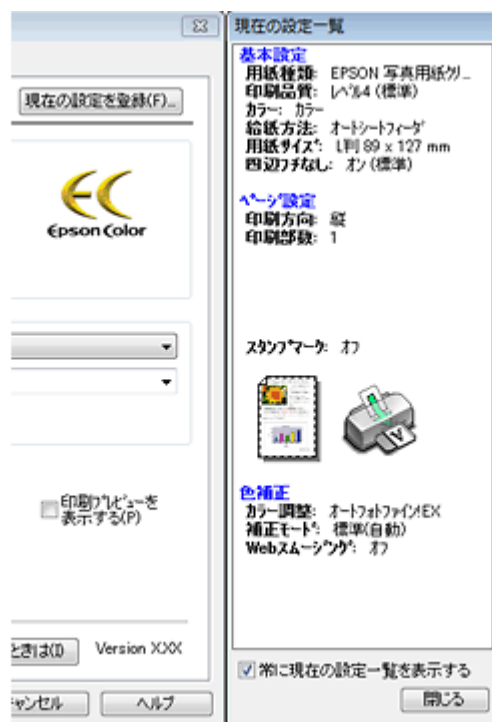 現在の設定を登録(F)...
Epson Color
印刷プレビューを
表示する(P)
ときは(I)
Version X.XX
キャンセル
ヘルプ
現在の設定一覧
基本設定
用紙種類: EPSON 写真用紙クリ...
印刷品質: レベル4 (標準)
カラー: カラー
給紙方法: オートシートフィーダ
用紙サイズ: L判 89 x 127 mm
四辺フチなし: オン (標準)
ページ設定
印刷方向: 縦
印刷部数: 1
スタンプマーク: オフ
色補正
カラー調整: オートフォトファイン!EX
補正モード: 標準(自動)
Webスムージング: オフ
常に現在の設定一覧を表示する
閉じる